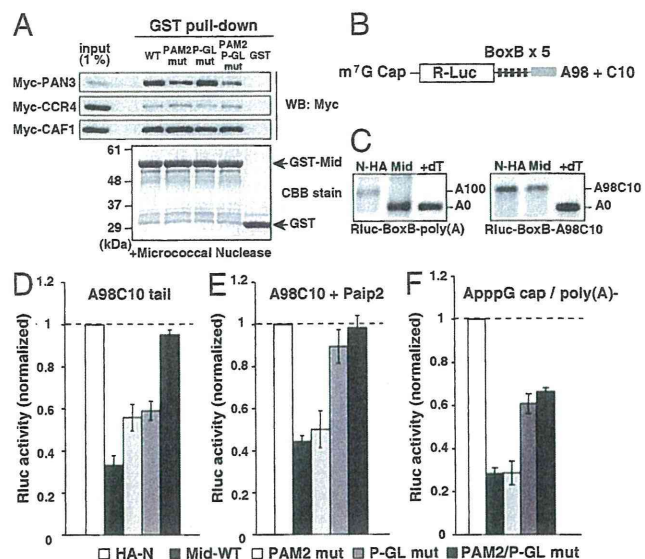 A
GST pull-down
input
(1 %)
WT
PAM2
mut
P-GL
mut
PAM2
P-GL
mut
GST
Myc-PAN3
Myc-CCR4
Myc-CAF1
WB: Myc
61
48
37
29
(kDa)
GST-Mid
CBB stain
GST
+Micrococcal Nuclease
B
BoxB x 5
m7G Cap
R-Luc
A98 + C10
C
N-HA Mid +dT
A100
A0
Rluc-BoxB-poly(A)
N-HA Mid +dT
A98C10
A0
Rluc-BoxB-A98C10
D
A98C10 tail
Rluc activity (normalized)
1.2
1
0.8
0.6
0.4
0.2
0
E
A98C10 + Paip2
Rluc activity (normalized)
1.2
1
0.8
0.6
0.4
0.2
0
F
ApppG cap / poly(A)-
Rluc activity (normalized)
1.2
1
0.8
0.6
0.4
0.2
0
HA-N Mid-WT PAM2 mut P-GL mut PAM2/P-GL mut